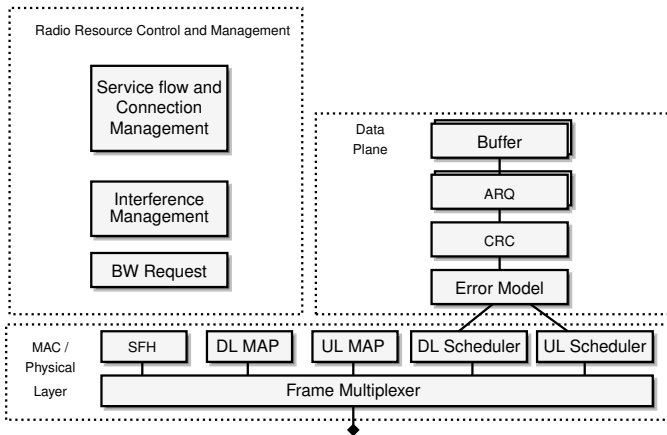 Radio Resource Control and Management
Service flow and
Connection
Management
Interference
Management
BW Request
Data
Plane
Buffer
ARQ
CRC
Error Model
MAC /
Physical
Layer
SFH
DL MAP
UL MAP
DL Scheduler
UL Scheduler
Frame Multiplexer